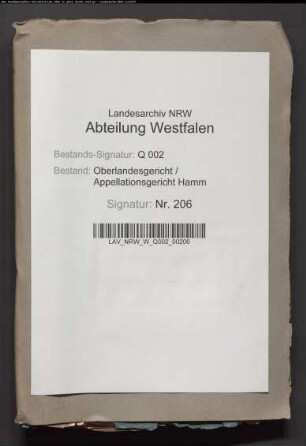 Landesarchiv NRW
Abteilung Westfalen
Bestands-Signatur: Q 002
Bestand: Oberlandesgericht /
Appellationsgericht Hamm
Signatur: Nr. 206
LAV_NRW_W_Q002_00206